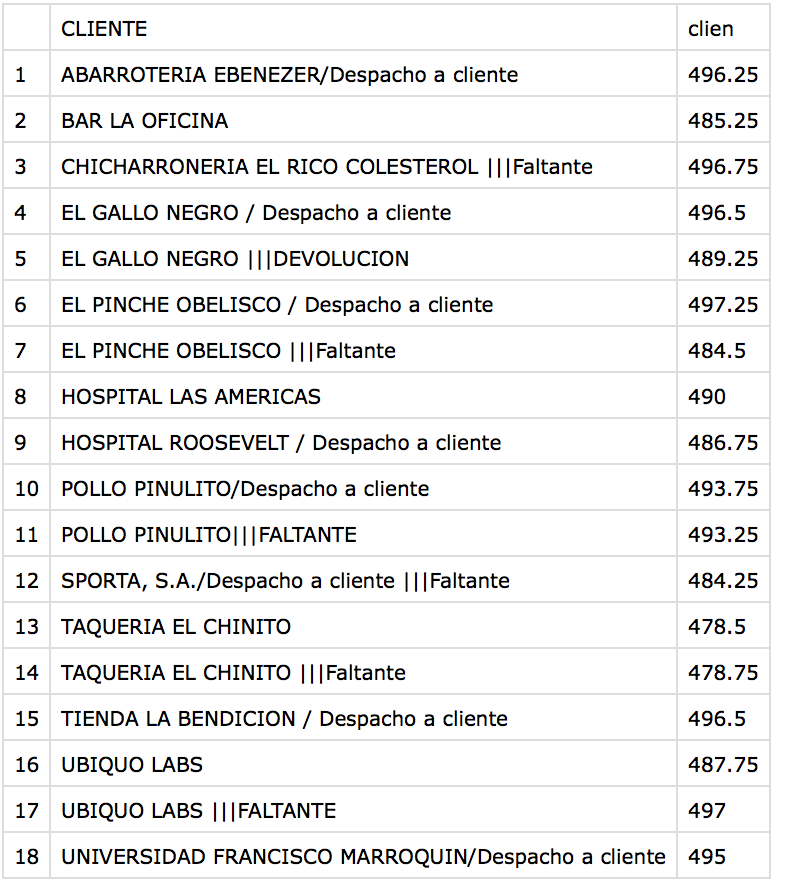 CLIENTE clien
1 ABARROTERIA EBENEZER/Despacho a cliente 496.25
2 BAR LA OFICINA 485.25
3 CHICHARRONERIA EL RICO COLESTEROL |||Faltante 496.75
4 EL GALLO NEGRO / Despacho a cliente 496.5
5 EL GALLO NEGRO |||DEVOLUCION 489.25
6 EL PINCHE OBELISCO / Despacho a cliente 497.25
7 EL PINCHE OBELISCO |||Faltante 484.5
8 HOSPITAL LAS AMERICAS 490
9 HOSPITAL ROOSEVELT / Despacho a cliente 486.75
10 POLLO PINULITO/Despacho a cliente 493.75
11 POLLO PINULITO|||FALTANTE 493.25
12 SPORTA, S.A./Despacho a cliente |||Faltante 484.25
13 TAQUERIA EL CHINITO 478.5
14 TAQUERIA EL CHINITO |||Faltante 478.75
15 TIENDA LA BENDICION / Despacho a cliente 496.5
16 UBIQUO LABS 487.75
17 UBIQUO LABS |||FALTANTE 497
18 UNIVERSIDAD FRANCISCO MARROQUIN/Despacho a cliente 495